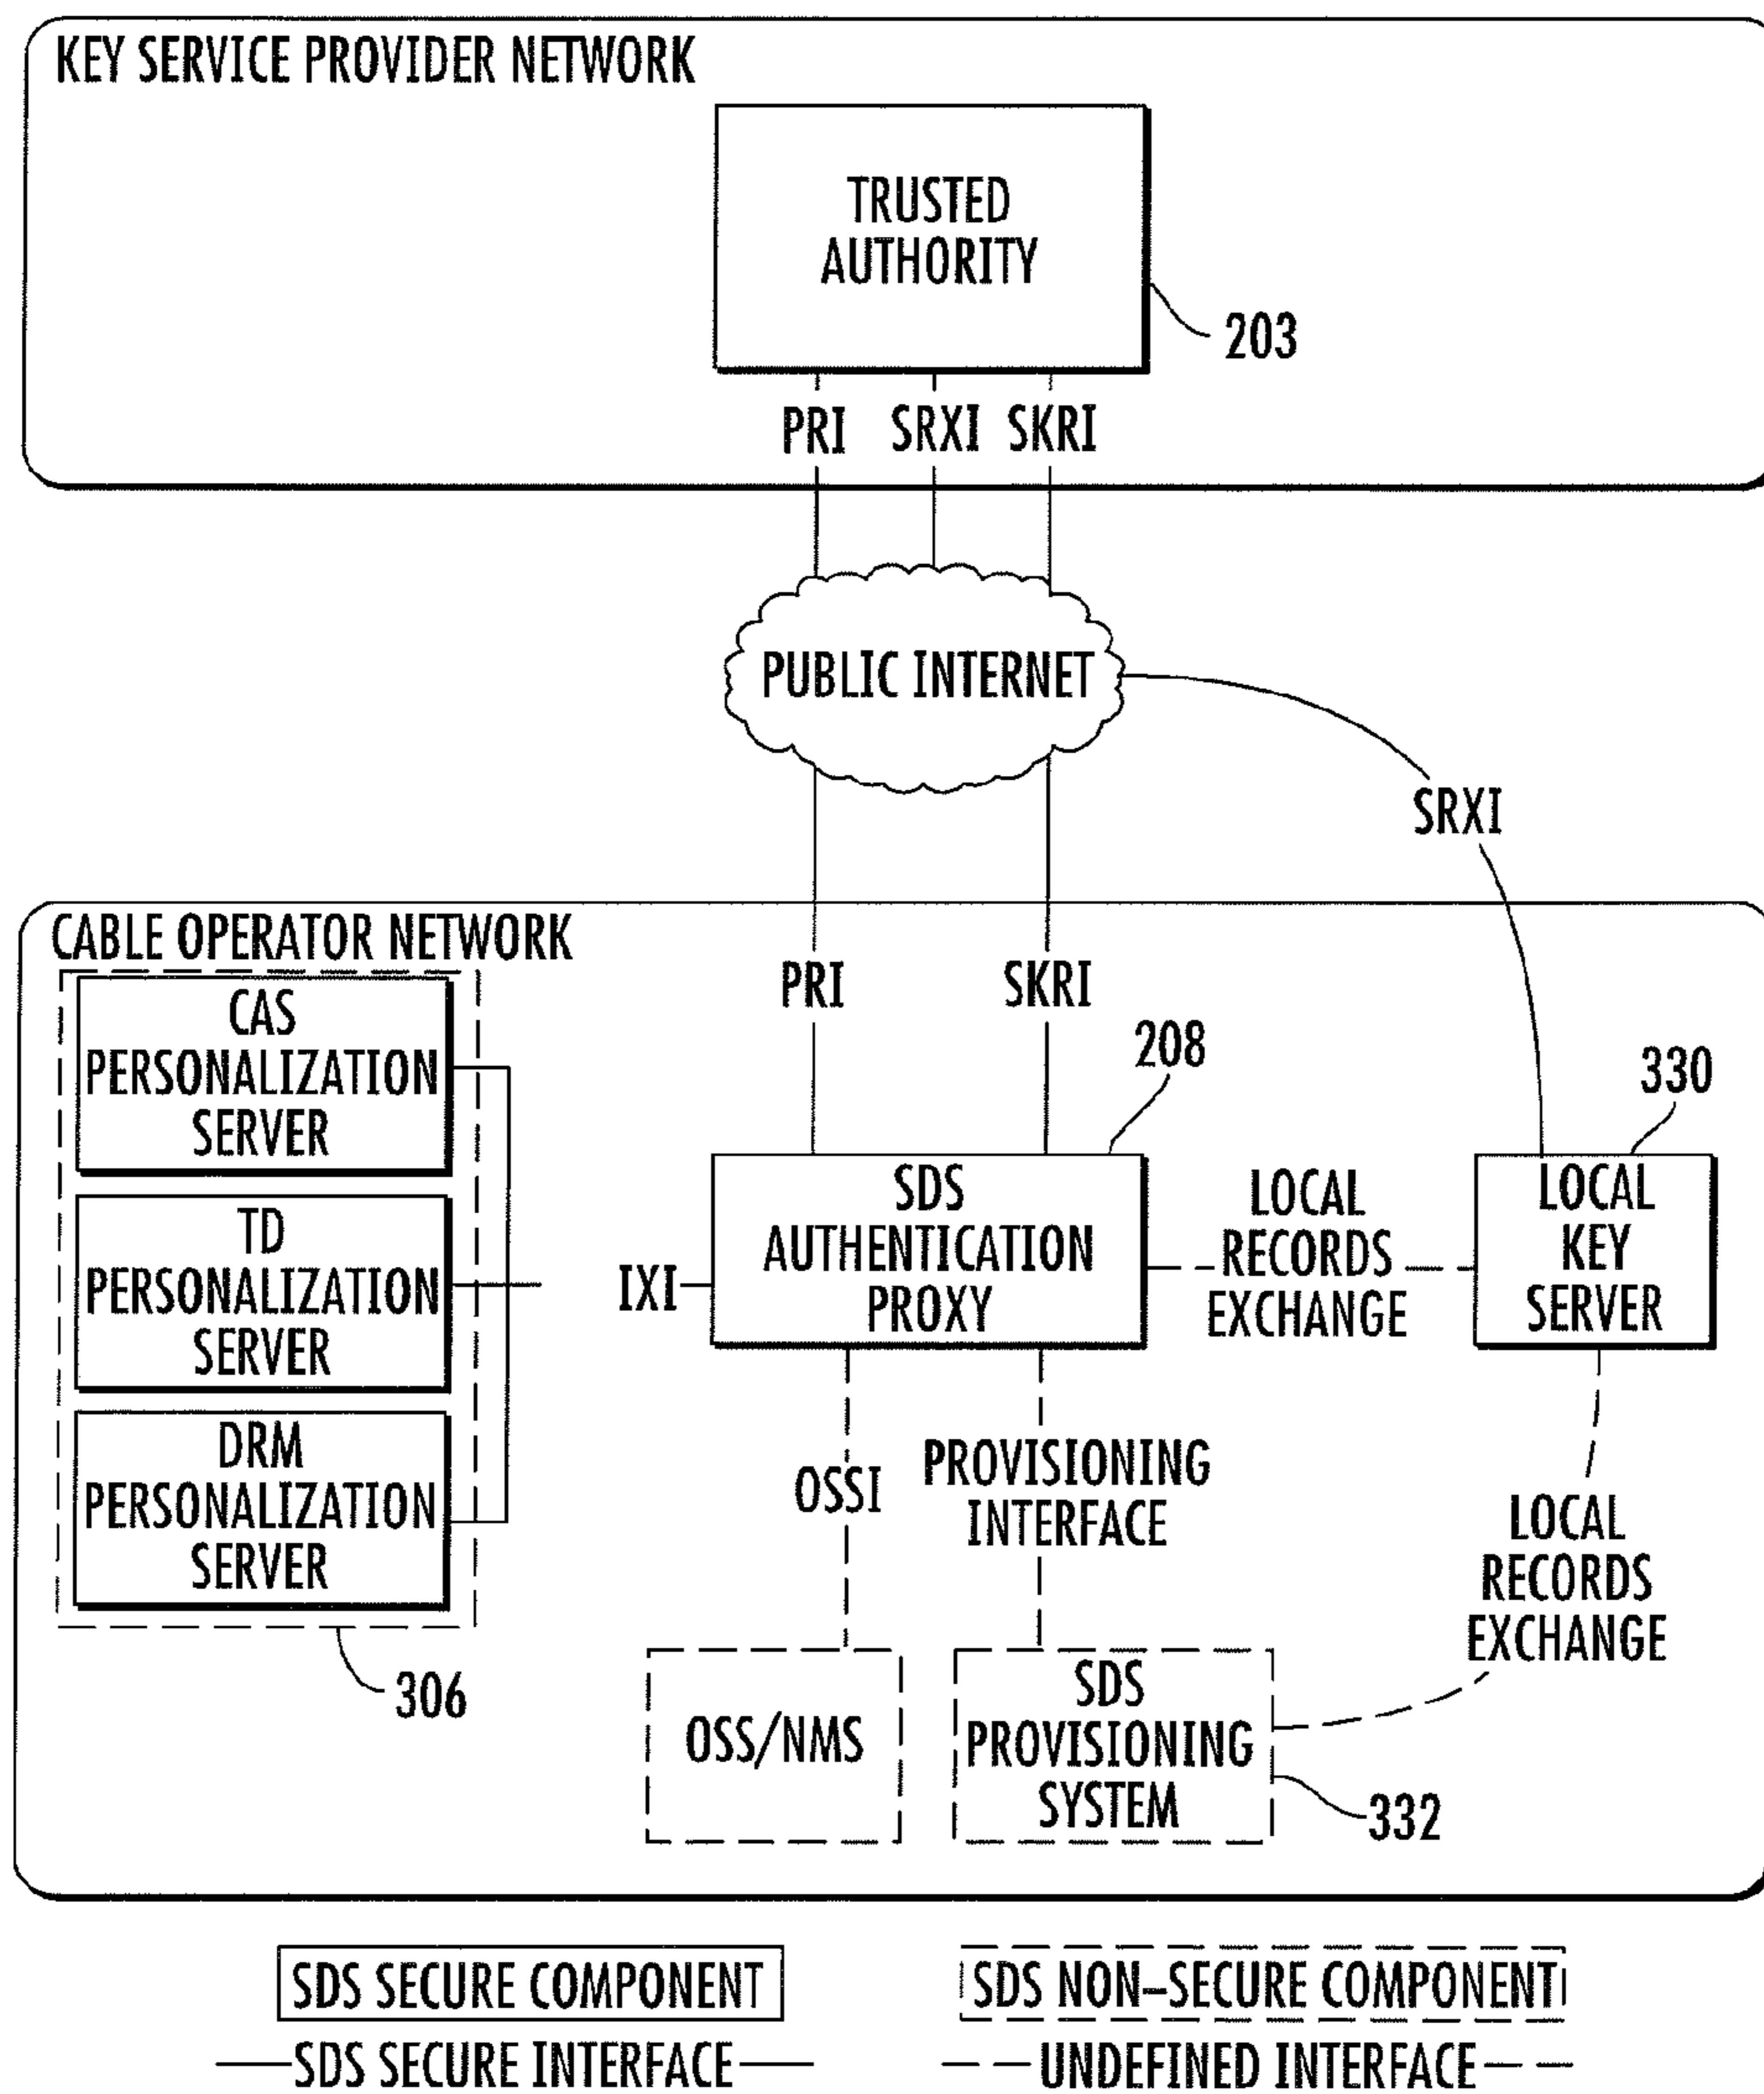 KEY SERVICE PROVIDER NETWORK
TRUSTED
AUTHORITY
203
PRI SRXI SKRI
PUBLIC INTERNET
SRXI
CABLE OPERATOR NETWORK
PRI SKRI
CAS
PERSONALIZATION
SERVER
TD
PERSONALIZATION
SERVER
DRM
PERSONALIZATION
SERVER
306
IXI
208
SDS
AUTHENTICATION
PROXY
LOCAL
RECORDS
EXCHANGE
330
LOCAL
KEY
SERVER
OSSI
PROVISIONING
INTERFACE
LOCAL
RECORDS
EXCHANGE
OSS/NMS
SDS
PROVISIONING
SYSTEM
332
SDS SECURE COMPONENT
SDS NON–SECURE COMPONENT
SDS SECURE INTERFACE
UNDEFINED INTERFACE